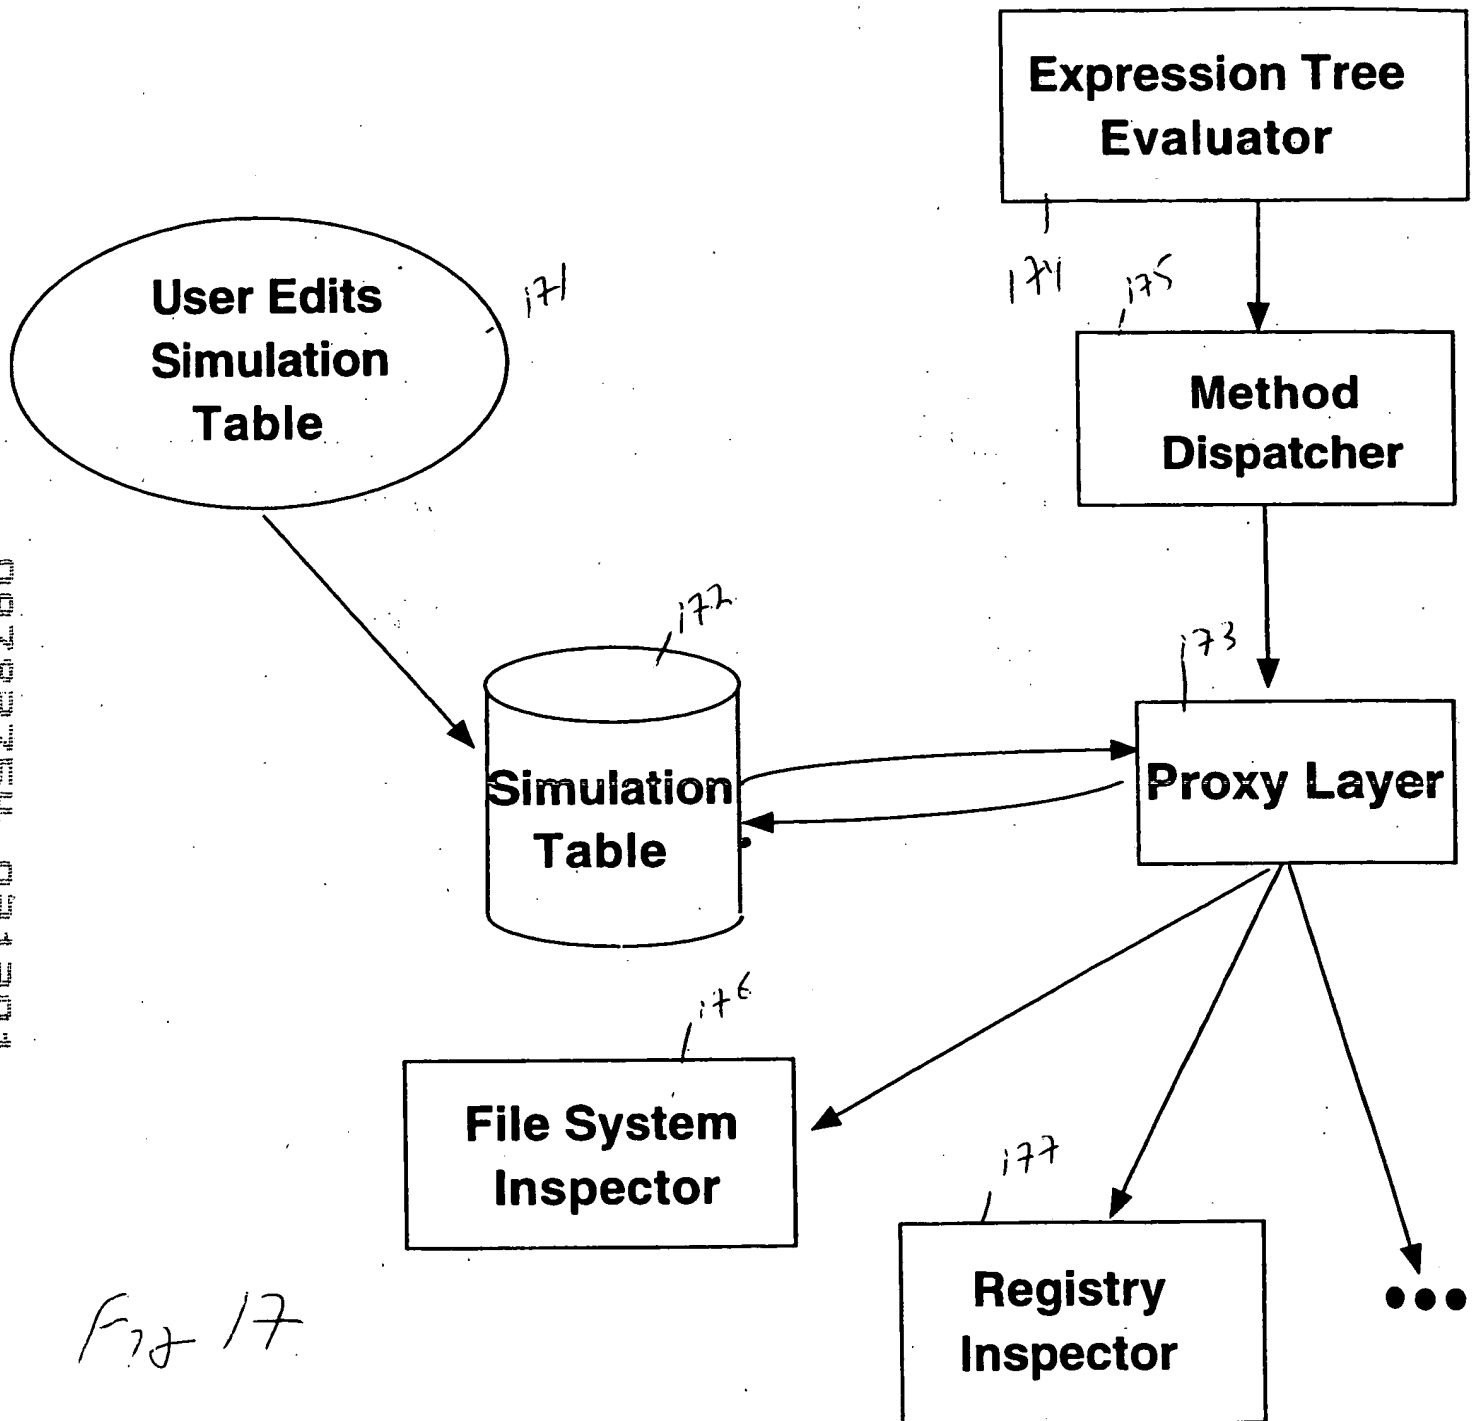 Expression Tree
Evaluator
174
175
User Edits
Simulation
Table
171
Method
Dispatcher
172
173
Simulation
Table
Proxy Layer
176
File System
Inspector
177
Registry
Inspector
•••
Fig 17